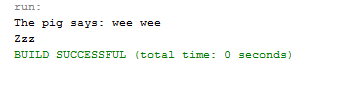 run:
The pig says: wee wee
Zzz
BUILD SUCCESSFUL (total time: 0 seconds)